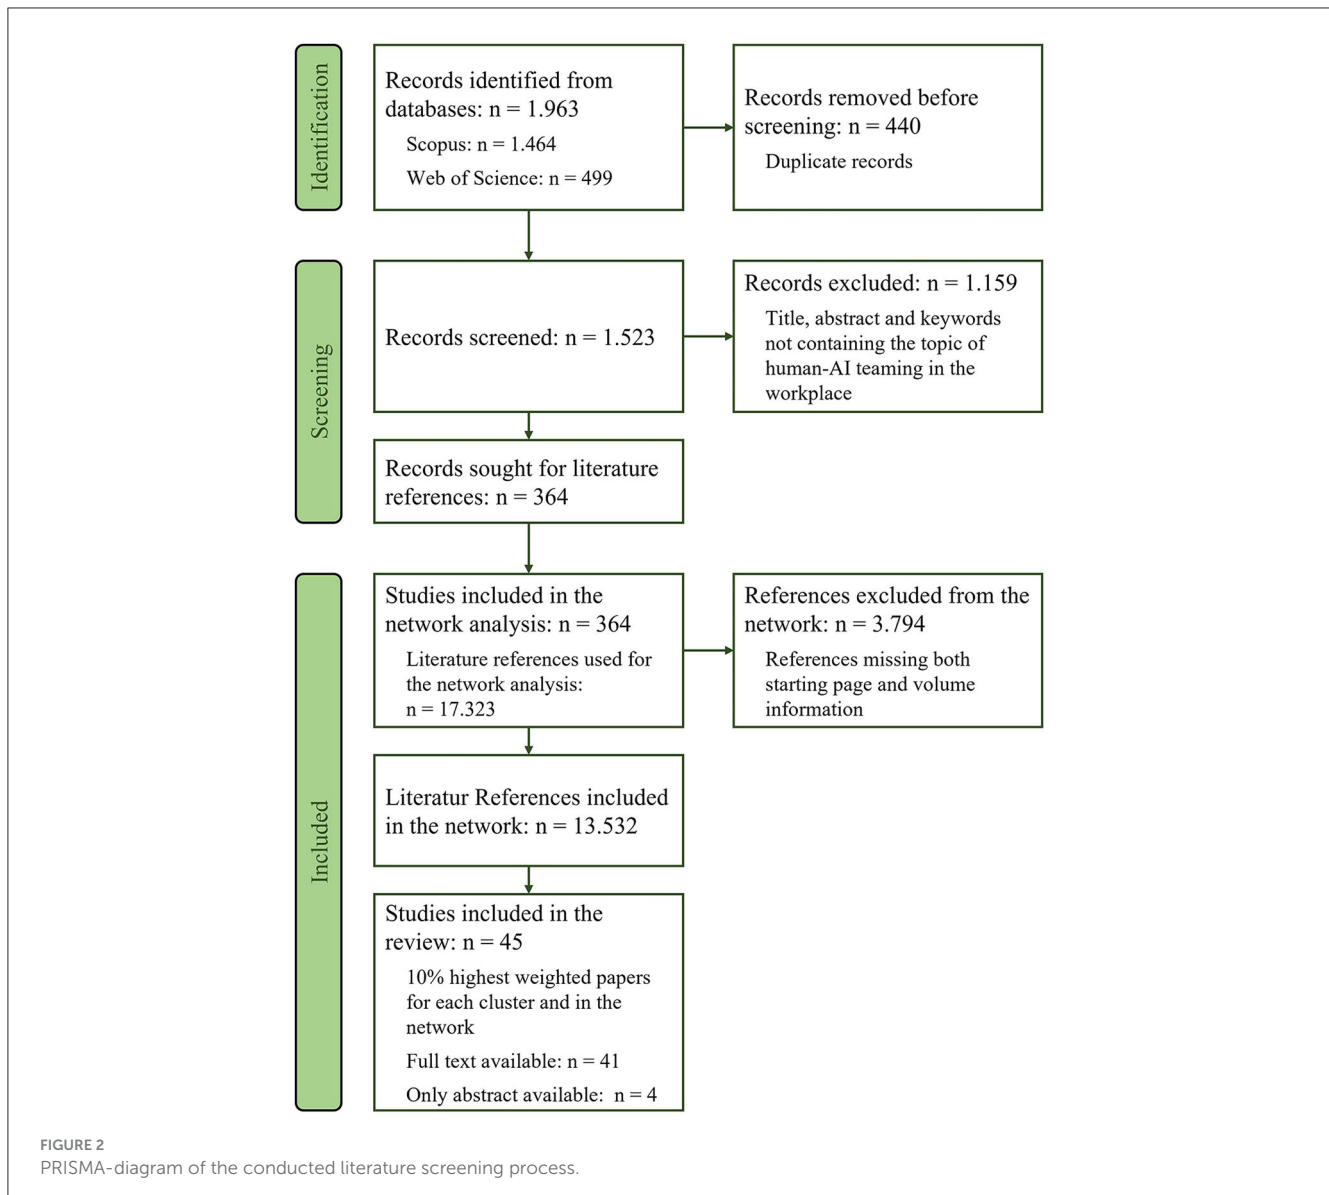 Identification
Records identified from
databases: n = 1.963
Scopus: n = 1.464
Web of Science: n = 499
Records removed before
screening: n = 440
Duplicate records
Screening
Records screened: n = 1.523
Records excluded: n = 1.159
Title, abstract and keywords
not containing the topic of
human-AI teaming in the
workplace
Records sought for literature
references: n = 364
Included
Studies included in the
network analysis: n = 364
Literature references used for
the network analysis:
n = 17.323
References excluded from the
network: n = 3.794
References missing both
starting page and volume
information
Literatur References included
in the network: n = 13.532
Studies included in the
review: n = 45
10% highest weighted papers
for each cluster and in the
network
Full text available: n = 41
Only abstract available: n = 4
FIGURE 2
PRISMA-diagram of the conducted literature screening process.